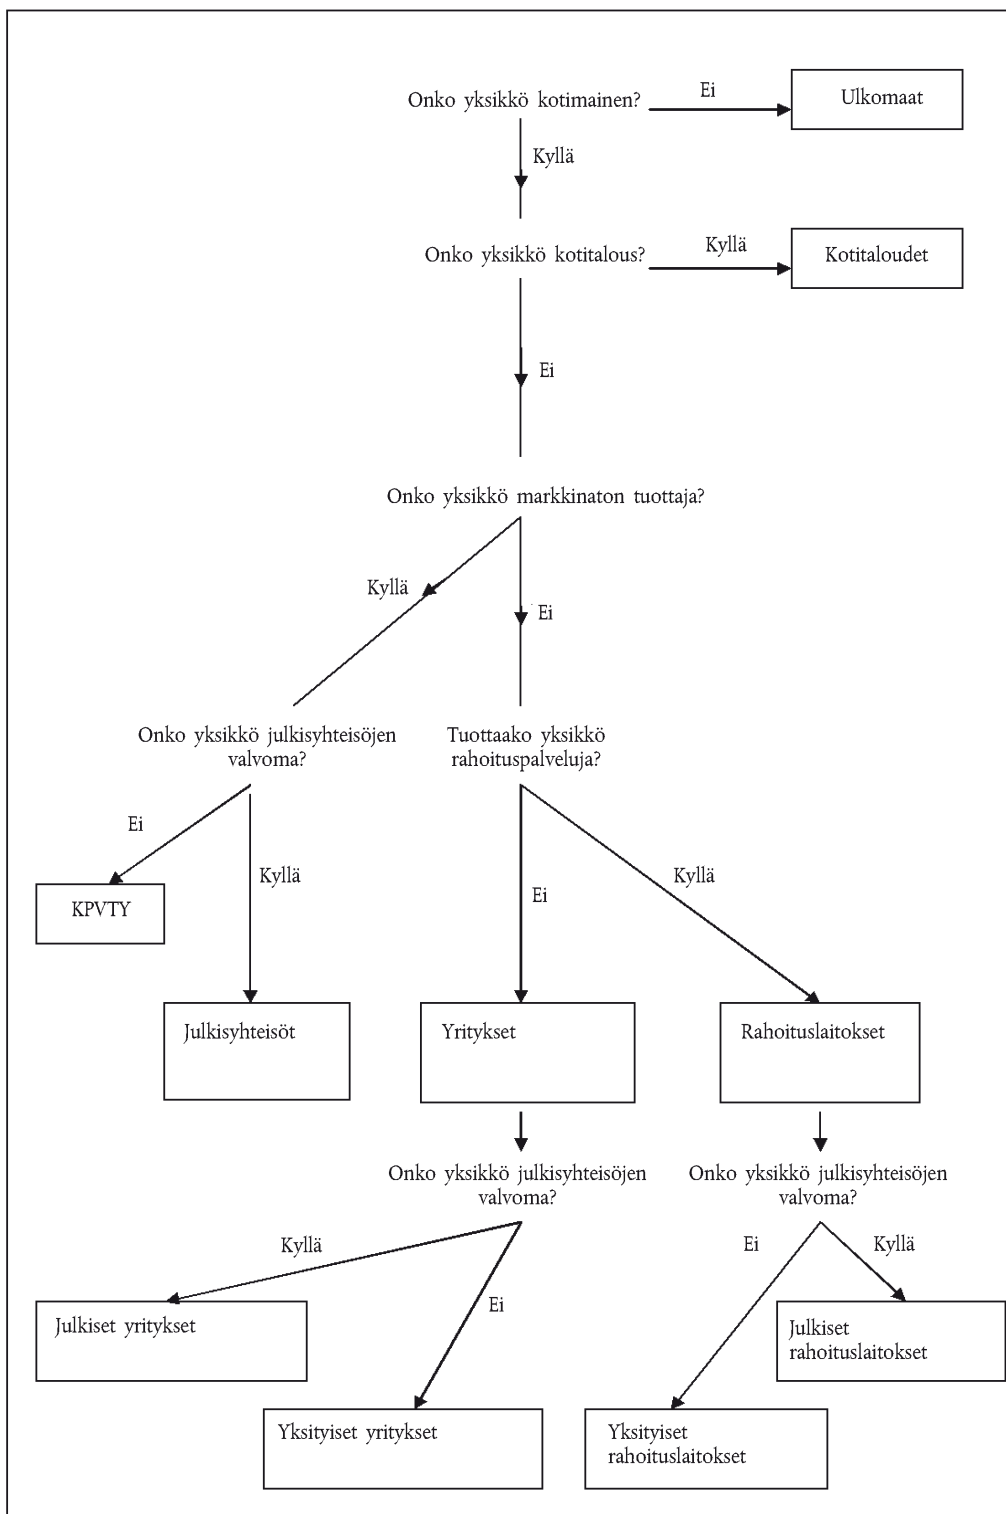 Onko yksikkö kotimainen?
Ei
Ulkomaat
Kyllä
Onko yksikkö kotitalous?
Kyllä
Kotitaloudet
Ei
Onko yksikkö markkinaton tuottaja?
Kyllä
Ei
Onko yksikkö julkisyhteisöjen
valvoma?
Tuottaako yksikkö
rahoituspalveluja?
Ei
Kyllä
Ei
Kyllä
KPVTY
Julkisyhteisöt
Yritykset
Rahoituslaitokset
Onko yksikkö julkisyhteisöjen
valvoma?
Onko yksikkö julkisyhteisöjen
valvoma?
Kyllä
Ei
Ei
Kyllä
Julkiset yritykset
Julkiset
rahoituslaitokset
Yksityiset yritykset
Yksityiset
rahoituslaitokset